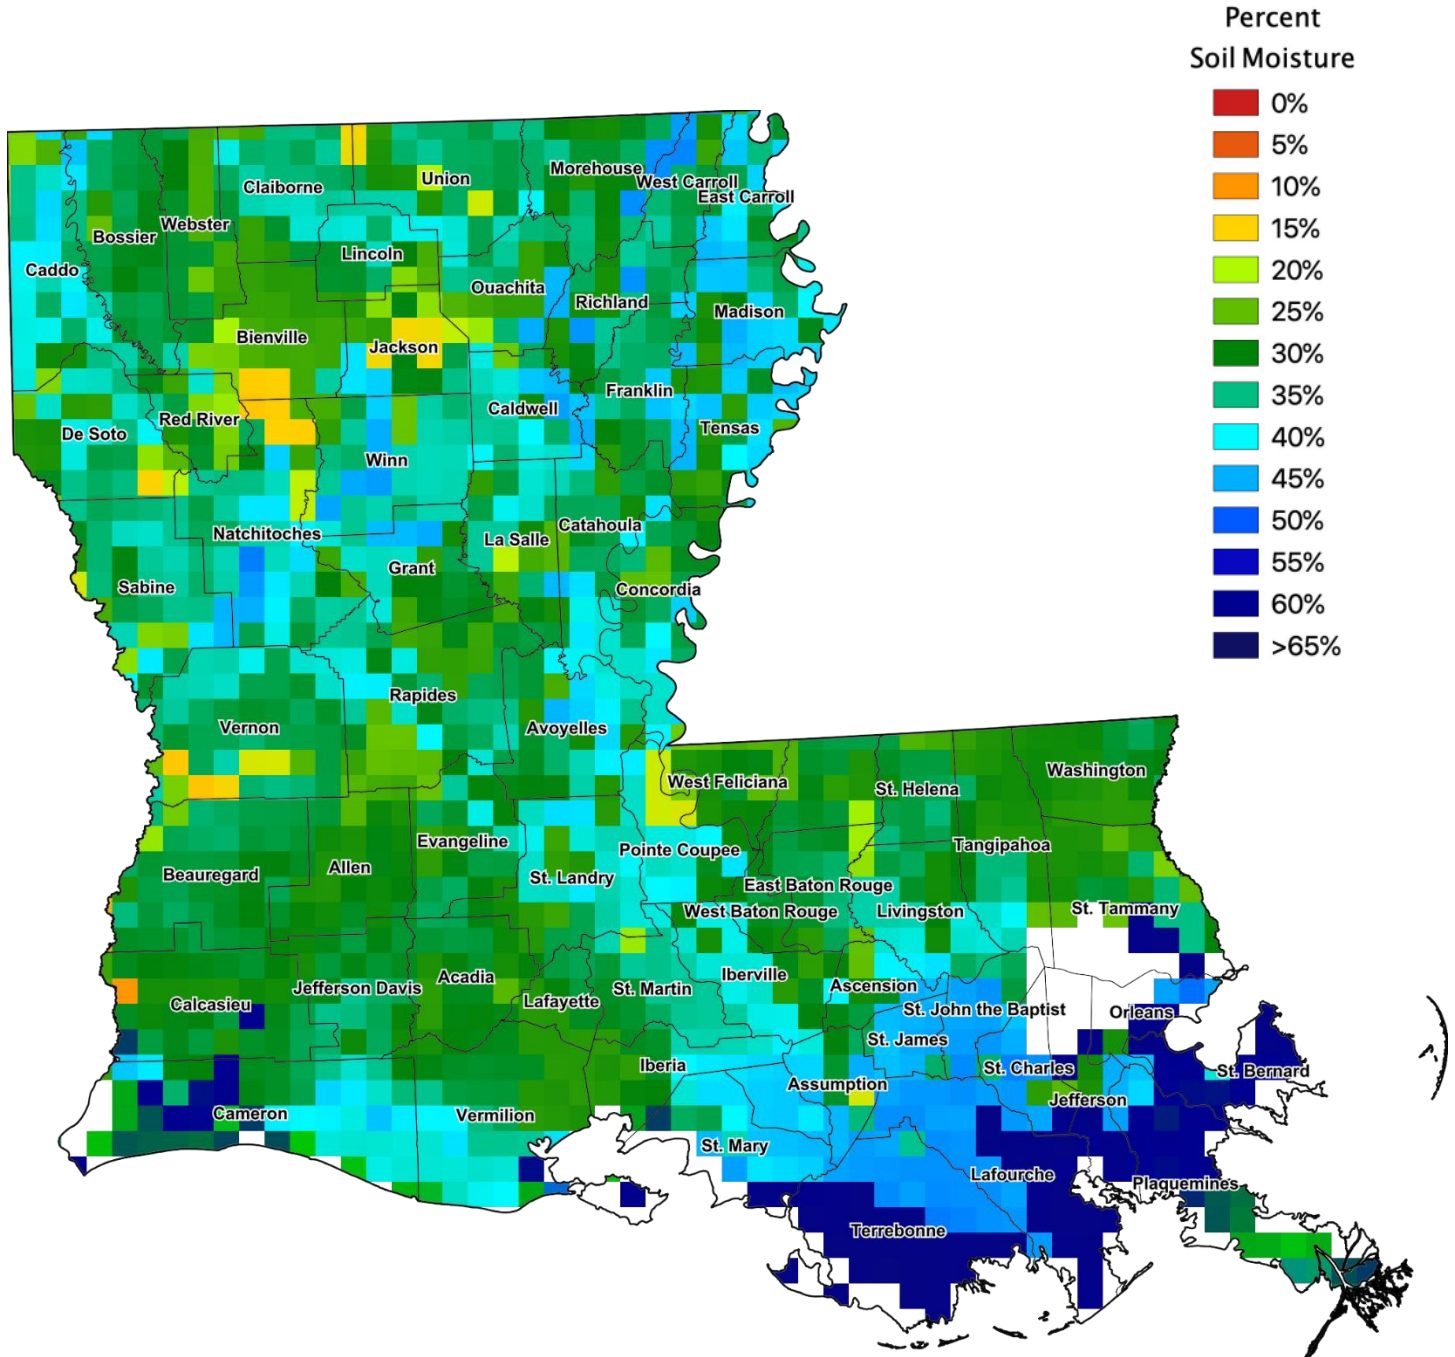 Percent
Soil Moisture
0%
5%
10%
15%
20%
25%
30%
35%
40%
45%
50%
55%
60%
>65%
Morehouse
Union
West Carroll
Claiborne
East Carroll
Webster
Bossier
Lincoln
Caddo
Ouachita
Richland
Madison
Bienville
Jackson
Franklin
Caldwell
Red River
Tensas
De Soto
Winn
Catahoula
Natchitoches
La Salle
Grant
Sabine
Concordia
Rapides
Vernon
Avoyelles
Washington
West Feliciana
St. Helena
Evangeline
Tangipahoa
Pointe Coupee
Allen
Beauregard
St. Landry
East Baton Rouge
St. Tammany
West Baton Rouge
Livingston
Iberville
Acadia
Ascension
Jefferson Davis
St. Martin
Lafayette
Calcasieu
St. John the Baptist
Orleans
St. James
Iberia
St. Charles
St. Bernard
Assumption
Jefferson
Cameron
Vermilion
St. Mary
Lafourche
Plaquemines
Terrebonne